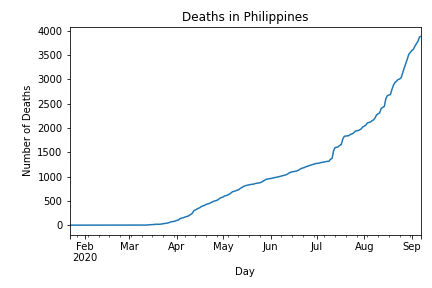 Deaths in Philippines
Number of Deaths
4000
3500
3000
2500
2000
1500
1000
500
0
Feb
2020
Mar
Apr
May
Jun
Jul
Aug
Sep
Day